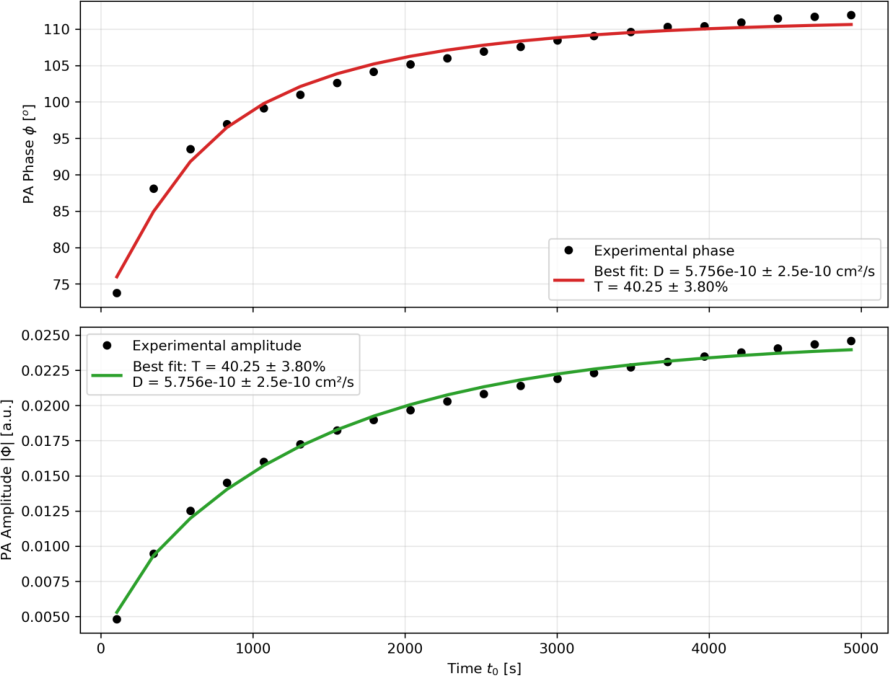 110
105
100
95
90
85
80
75
PA Phase ϕ [º]
Experimental phase
Best fit: D = 5.756e-10 ± 2.5e-10 cm²/s
T = 40.25 ± 3.80%
0.0250
0.0225
0.0200
0.0175
0.0150
0.0125
0.0100
0.0075
0.0050
PA Amplitude |Φ| [a.u.]
Experimental amplitude
Best fit: T = 40.25 ± 3.80%
D = 5.756e-10 ± 2.5e-10 cm²/s
0 1000 2000 3000 4000 5000
Time t₀ [s]